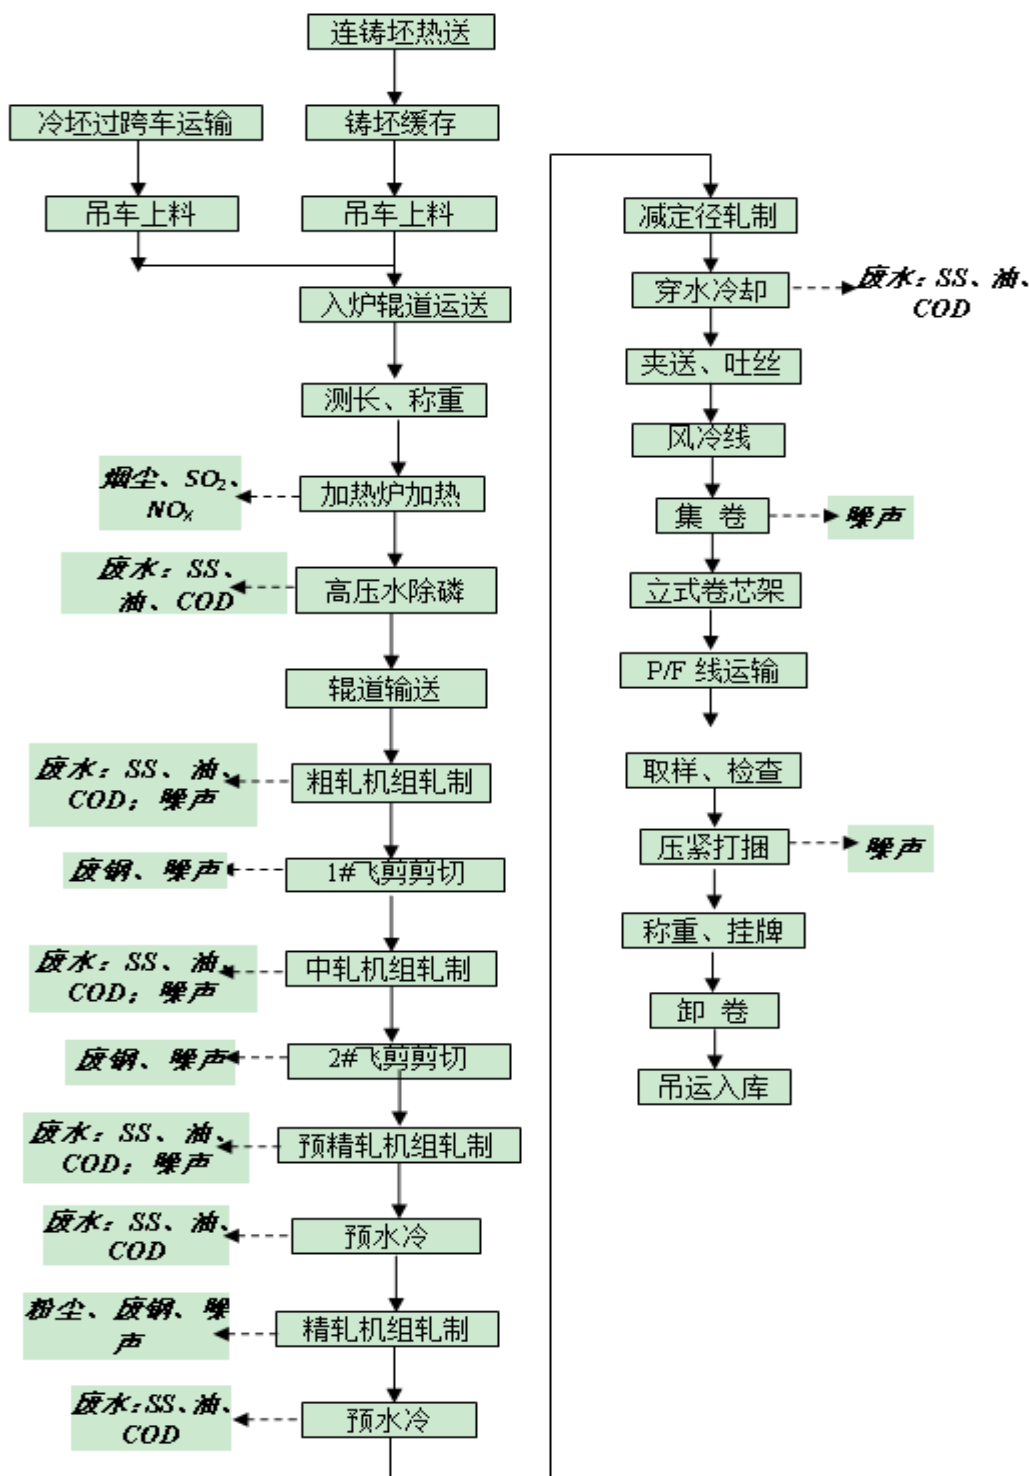 连铸坯热送
冷坯过跨车运输
铸坯缓存
吊车上料
吊车上料
入炉辊道运送
测长、称重
烟尘、SO₂、
NOₓ
加热炉加热
废水：SS、
油、COD
高压水除磷
辊道输送
废水：SS、油、
COD；噪声
粗轧机组轧制
废钢、噪声
1#飞剪剪切
废水：SS、油、
COD；噪声
中轧机组轧制
废钢、噪声
2#飞剪剪切
废水：SS、油、
COD；噪声
预精轧机组轧制
废水：SS、油、
COD
预水冷
粉尘、废钢、噪
声
精轧机组轧制
废水：SS、油、
COD
预水冷
减定径轧制
穿水冷却
废水：SS、油、
COD
夹送、吐丝
风冷线
集 卷
噪声
立式卷芯架
P/F 线运输
取样、检查
压紧打捆
噪声
称重、挂牌
卸 卷
吊运入库